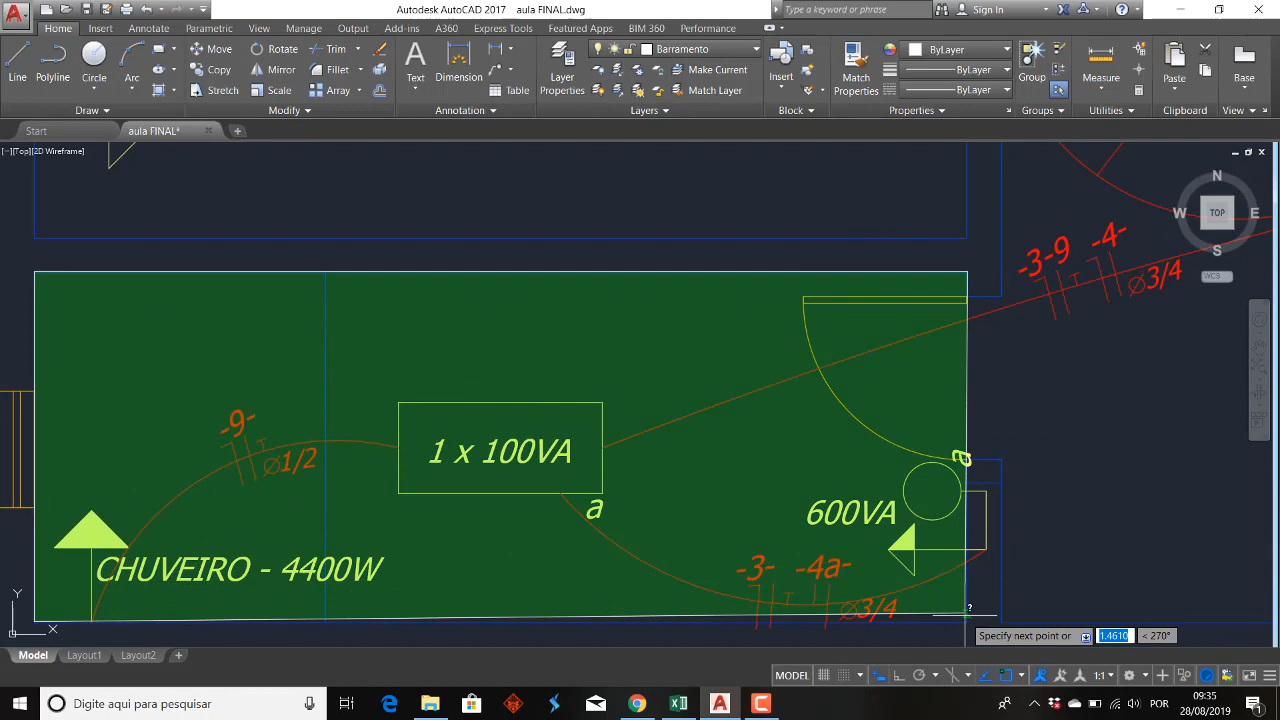 Autodesk AutoCAD 2017 aula FINAL.dwg
Type a keyword or phrase
Sign In
Home Insert Annotate Parametric View Manage Output Add-ins A360 Express Tools Featured Apps BIM 360 Performance
Line Polyline Circle Arc
Move Rotate Trim
Copy Mirror Fillet
Stretch Scale Array
Text Dimension Table
Layer Properties
Barramento
Make Current
Match Layer
Insert
Match Properties
ByLayer
ByLayer
ByLayer
Group
Measure
Paste
Base
Draw Modify Annotation Layers Block Properties Groups Utilities Clipboard View
Start aula FINAL*
[−][Top][2D Wireframe]
N
W TOP E
S
WCS
-3-9 -4-
T
⌀3/4
-9-
T
⌀1/2
1 x 100VA
a
a
600VA
CHUVEIRO - 4400W
-3- -4a-
T
⌀3/4
Y
X
?
Specify next point or 1.4610 < 270°
Model Layout1 Layout2
MODEL 1:1
Digite aqui para pesquisar
POR
09:35
28/08/2019